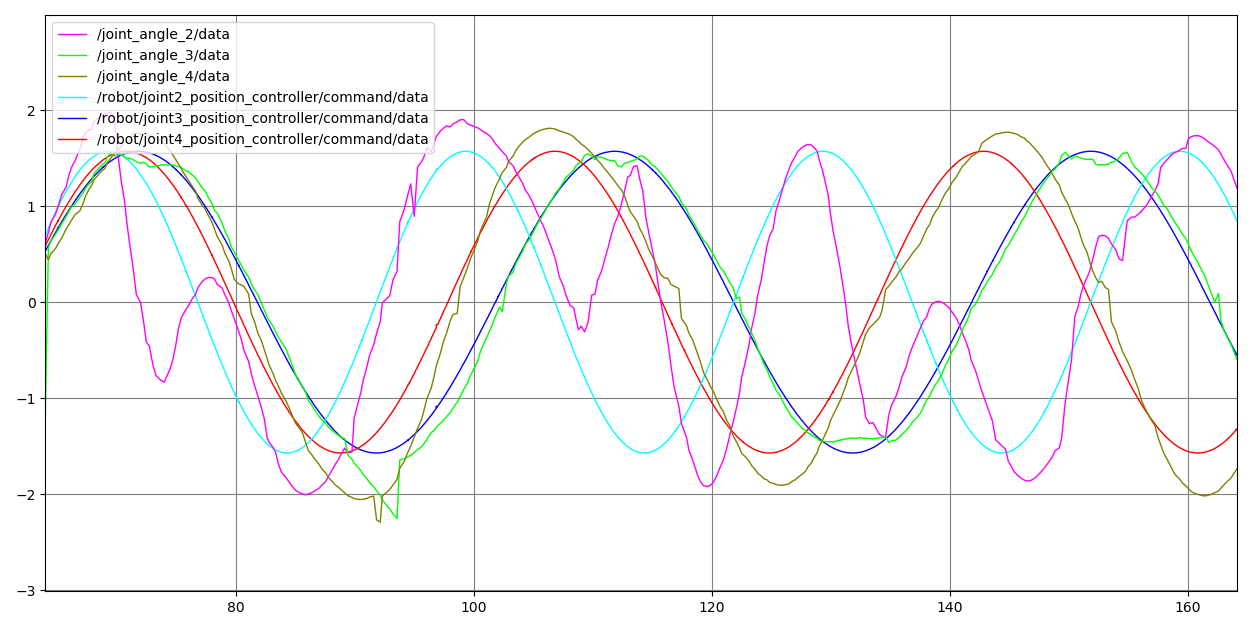 /joint_angle_2/data
/joint_angle_3/data
/joint_angle_4/data
/robot/joint2_position_controller/command/data
/robot/joint3_position_controller/command/data
/robot/joint4_position_controller/command/data
2
1
0
−1
−2
−3
80 100 120 140 160